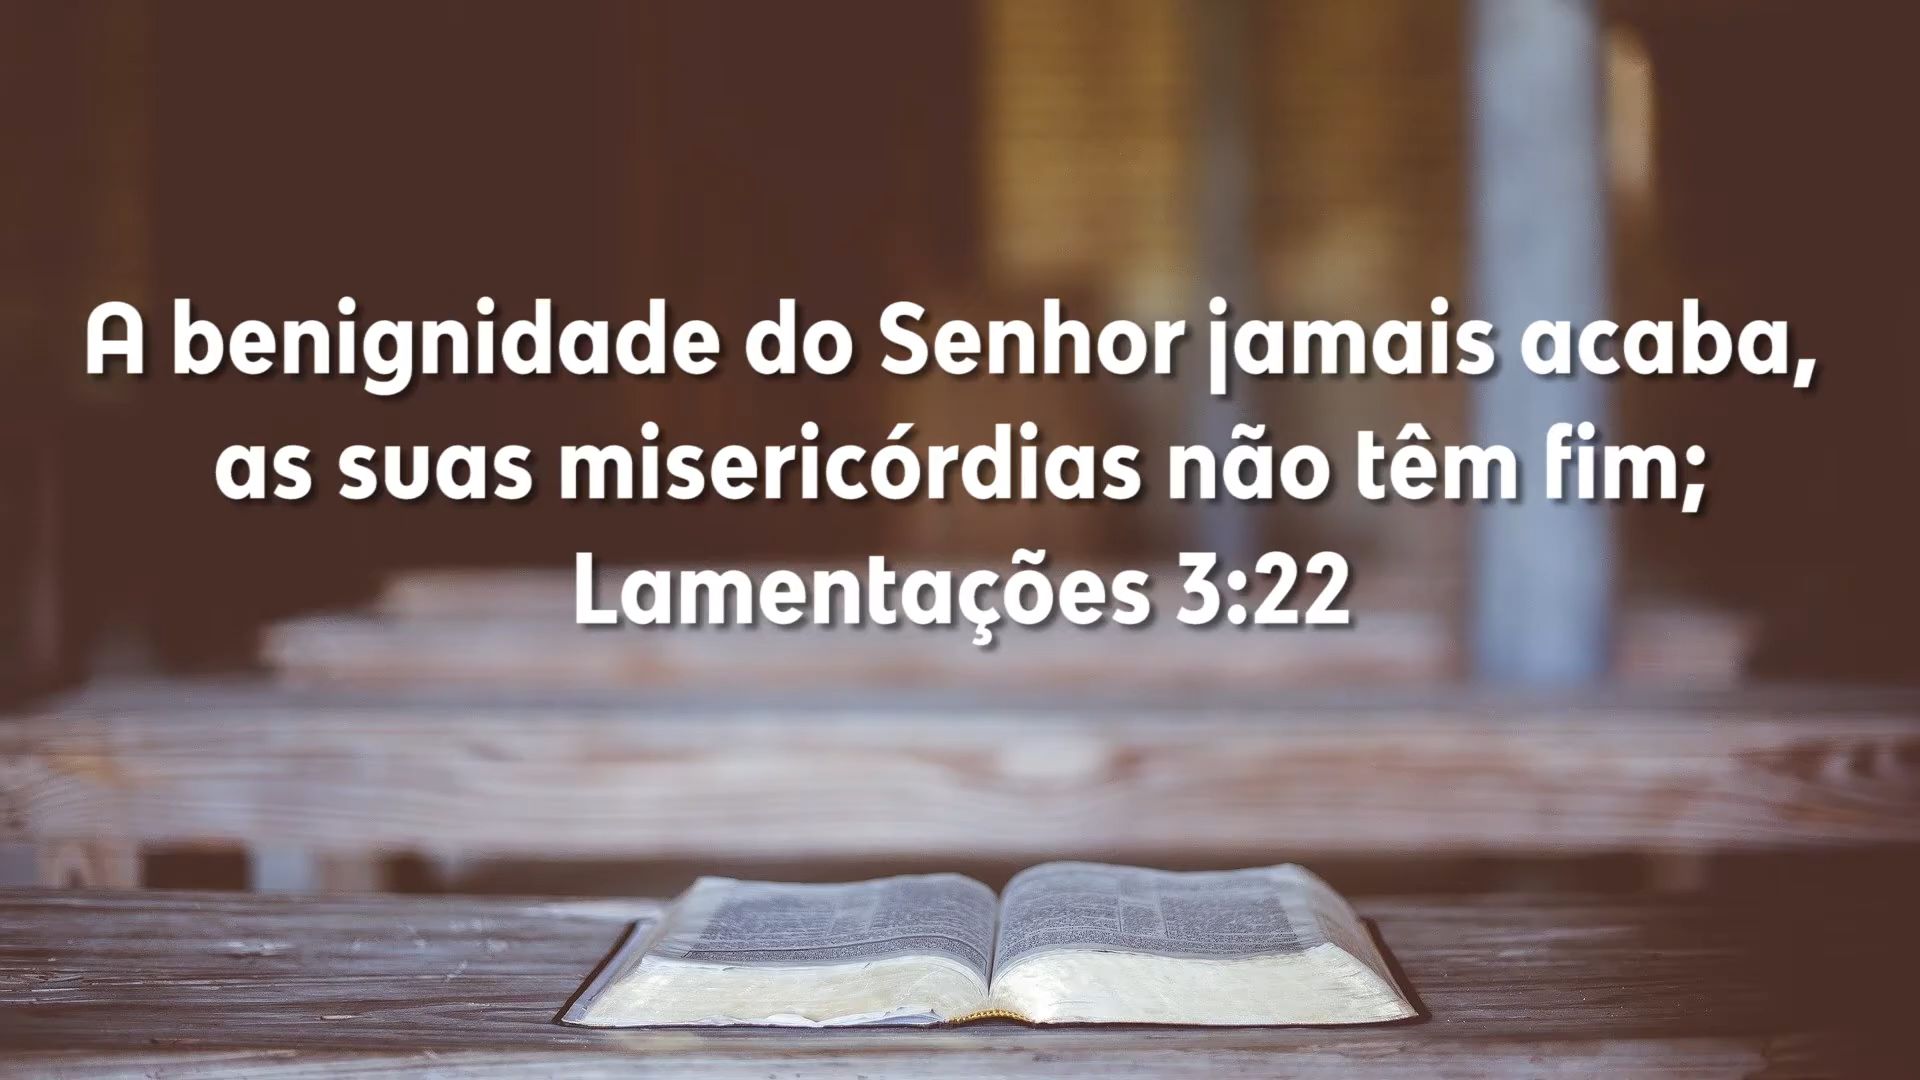 A benignidade do Senhor jamais acaba,
as suas misericórdias não têm fim;
Lamentações 3:22